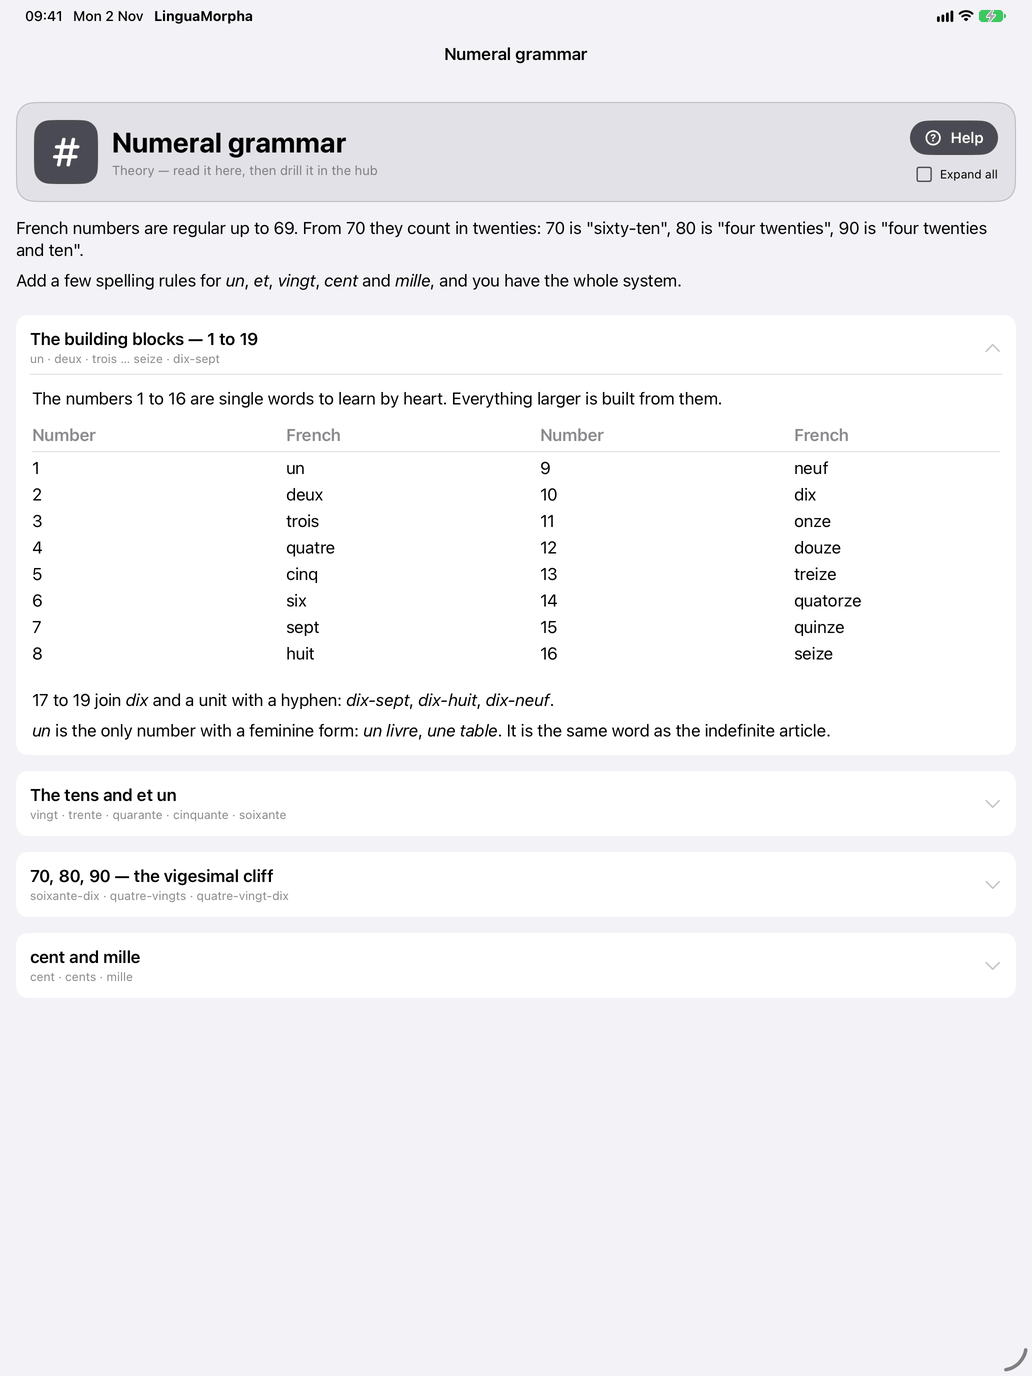 09:41 Mon 2 Nov LinguaMorpha
Numeral grammar
#
Numeral grammar
Theory — read it here, then drill it in the hub
Help
Expand all
French numbers are regular up to 69. From 70 they count in twenties: 70 is "sixty-ten", 80 is "four twenties", 90 is "four twenties
and ten".
Add a few spelling rules for un, et, vingt, cent and mille, and you have the whole system.
The building blocks — 1 to 19
un · deux · trois … seize · dix-sept
The numbers 1 to 16 are single words to learn by heart. Everything larger is built from them.
Number French Number French
1 un 9 neuf
2 deux 10 dix
3 trois 11 onze
4 quatre 12 douze
5 cinq 13 treize
6 six 14 quatorze
7 sept 15 quinze
8 huit 16 seize
17 to 19 join dix and a unit with a hyphen: dix-sept, dix-huit, dix-neuf.
un is the only number with a feminine form: un livre, une table. It is the same word as the indefinite article.
The tens and et un
vingt · trente · quarante · cinquante · soixante
70, 80, 90 — the vigesimal cliff
soixante-dix · quatre-vingts · quatre-vingt-dix
cent and mille
cent · cents · mille